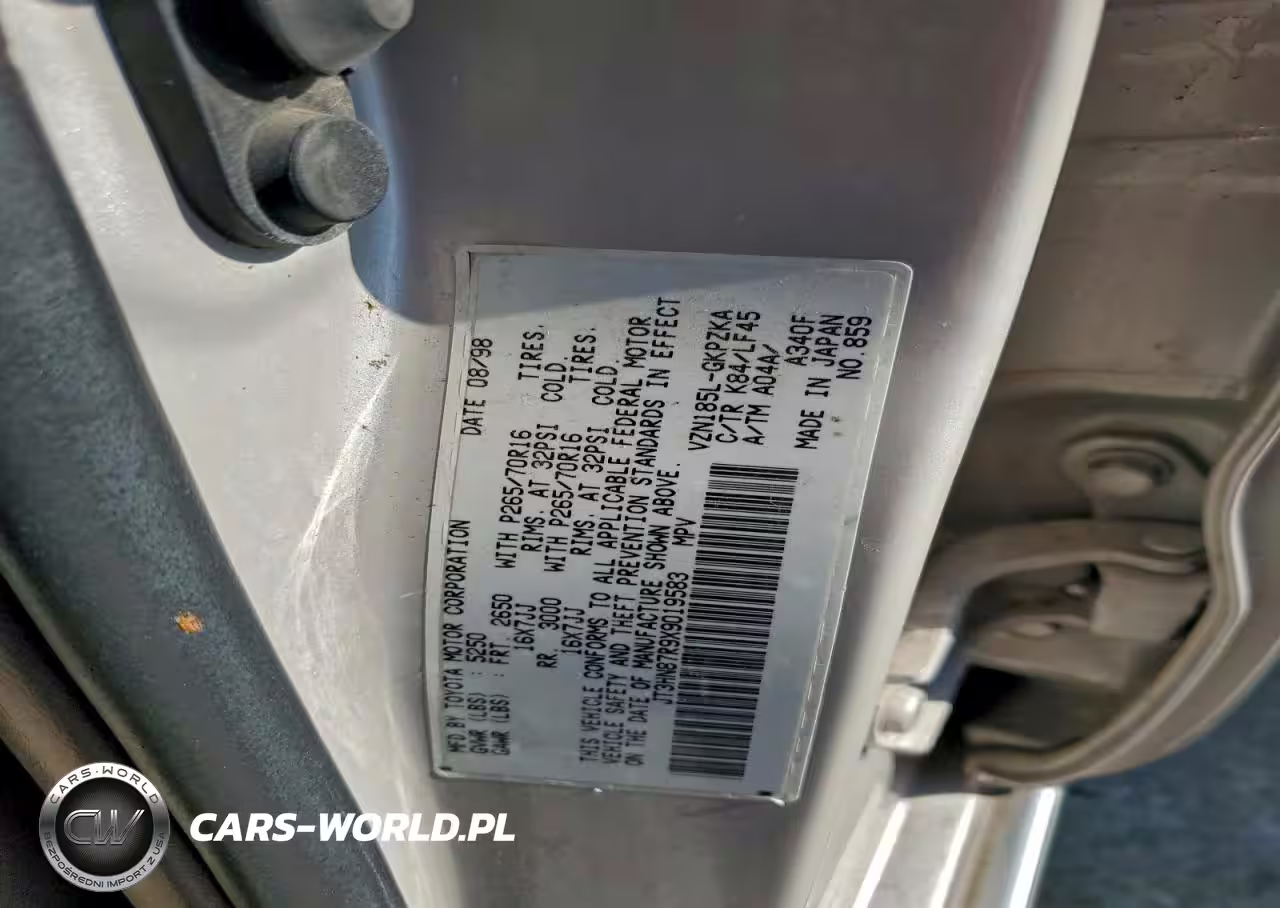 MFD BY TOYOTA MOTOR CORPORATION DATE 08/98
GVWR (LBS) : 5250
GAWR (LBS) : FRT. 2650 WITH P265/70R16 TIRES,
16X7JJ RIMS, AT 32PSI COLD.
RR. 3000 WITH P265/70R16 TIRES.
16X7JJ RIMS, AT 32PSI COLD.
THIS VEHICLE CONFORMS TO ALL APPLICABLE FEDERAL MOTOR
VEHICLE SAFETY AND THEFT PREVENTION STANDARDS IN EFFECT
ON THE DATE OF MANUFACTURE SHOWN ABOVE.
JT3HN87R9X9019583 MPV
VZN185L-GKPZKA
C/TR K84/LF45
A/TM A04A/
A340F
MADE IN JAPAN
NO.859
CARS-WORLD
CW
BEZPOŚREDNI IMPORT Z USA
CARS-WORLD.PL